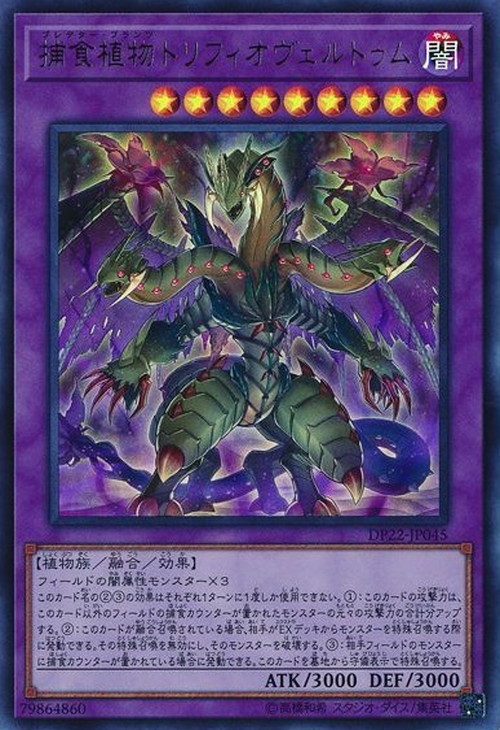 プレデター・プランツ
捕食植物トリフィオヴェルトゥム
やみ
闇
DP22-JP045
【植物族／融合／効果】
フィールドの闇属性モンスター×3
このカード名の②③の効果はそれぞれ1ターンに1度しか使用できない。①：このカードの攻撃力は、
このカード以外のフィールドの捕食カウンターが置かれたモンスターの元々の攻撃力の合計分アップ
する。②：このカードが融合召喚されている場合、相手がEXデッキからモンスターを特殊召喚する際
に発動できる。その特殊召喚を無効にし、そのモンスターを破壊する。③：相手フィールドのモンスター
に捕食カウンターが置かれている場合に発動できる。このカードを墓地から守備表示で特殊召喚する。
ATK/3000 DEF/3000
79864860
©高橋和希 スタジオ・ダイス/集英社